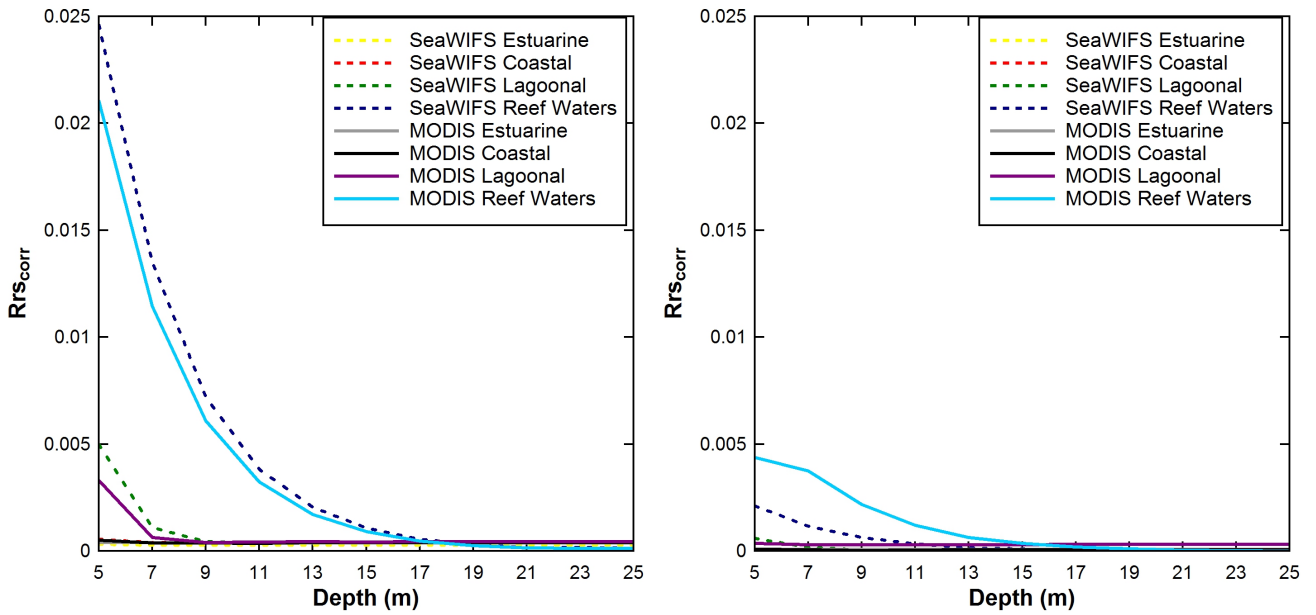 0.025
0.02
0.015
0.01
0.005
0
Rrscorr
SeaWIFS Estuarine
SeaWIFS Coastal
SeaWIFS Lagoonal
SeaWIFS Reef Waters
MODIS Estuarine
MODIS Coastal
MODIS Lagoonal
MODIS Reef Waters
5 7 9 11 13 15 17 19 21 23 25
Depth (m)
0.025
0.02
0.015
0.01
0.005
0
Rrscorr
SeaWIFS Estuarine
SeaWIFS Coastal
SeaWIFS Lagoonal
SeaWIFS Reef Waters
MODIS Estuarine
MODIS Coastal
MODIS Lagoonal
MODIS Reef Waters
5 7 9 11 13 15 17 19 21 23 25
Depth (m)